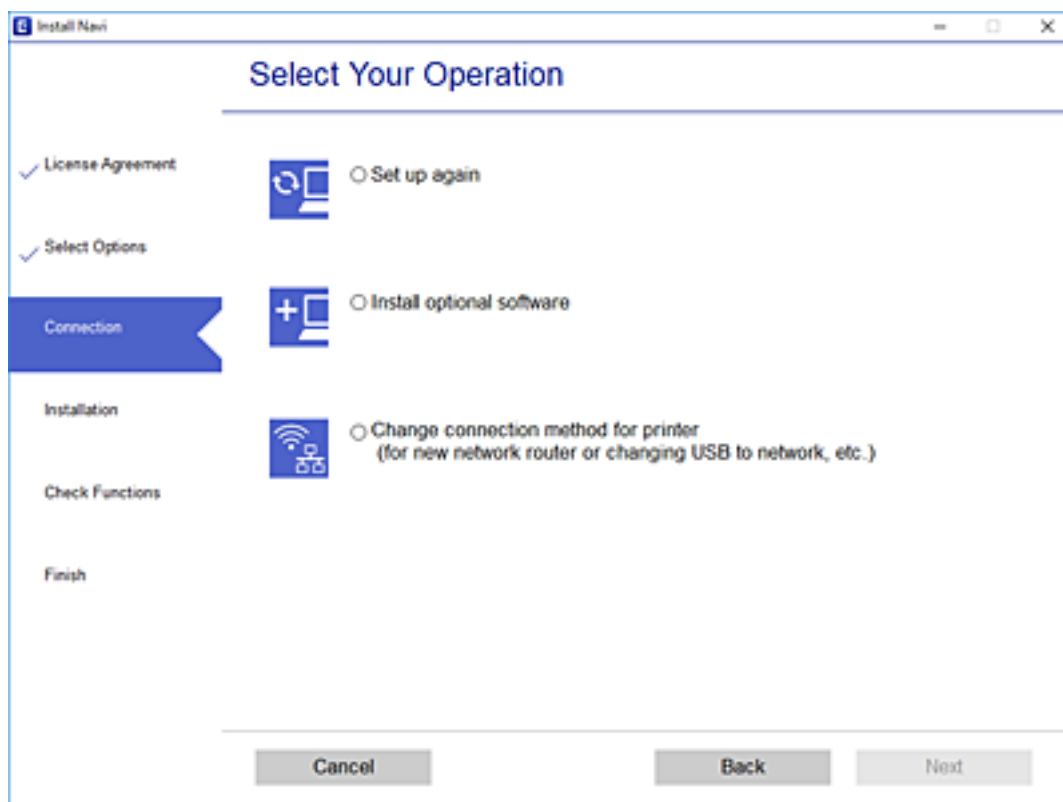 Install Navi
Select Your Operation
License Agreement
Select Options
Connection
Installation
Check Functions
Finish
Set up again
Install optional software
Change connection method for printer
(for new network router or changing USB to network, etc.)
Cancel
Back
Next